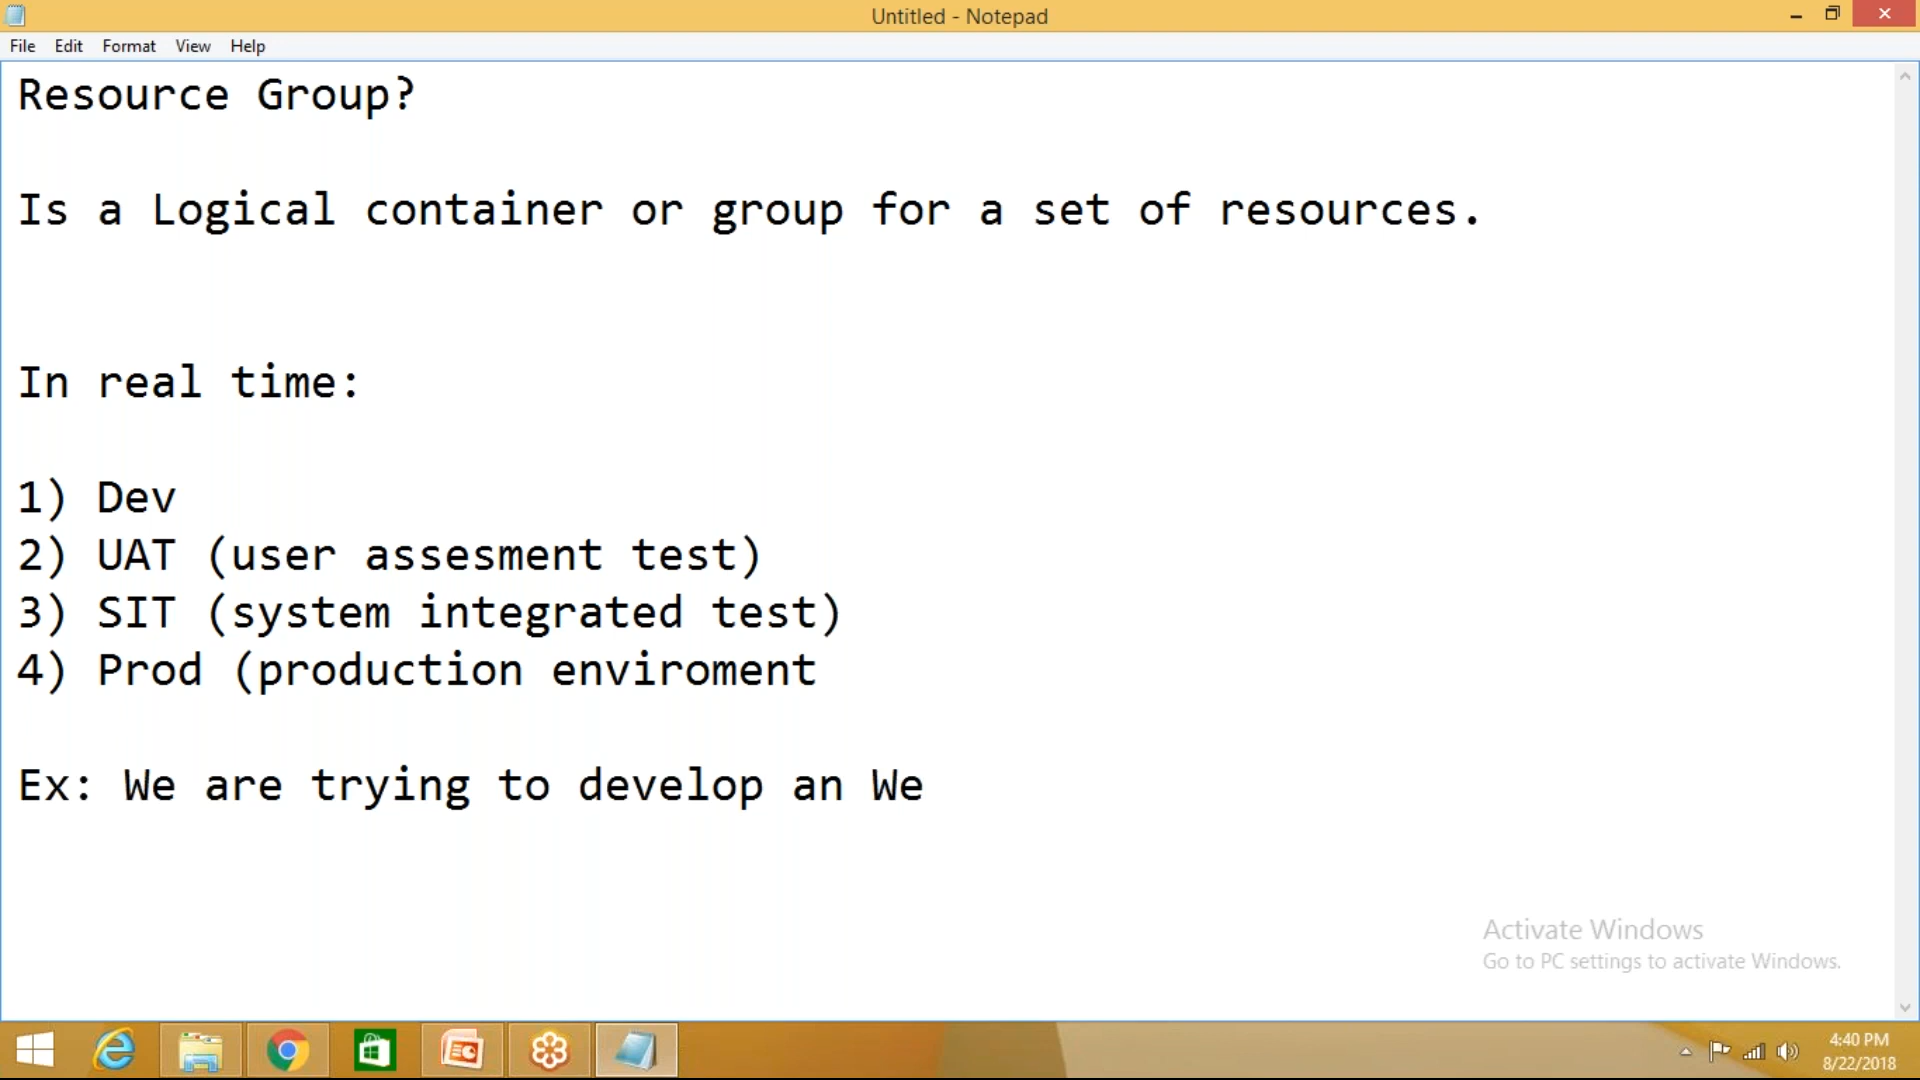 Untitled - Notepad
File Edit Format View Help
Resource Group?
Is a Logical container or group for a set of resources.
In real time:
1) Dev
2) UAT (user assesment test)
3) SIT (system integrated test)
4) Prod (production enviroment
Ex: We are trying to develop an We
Activate Windows
Go to PC settings to activate Windows.
4:40 PM
8/22/2018